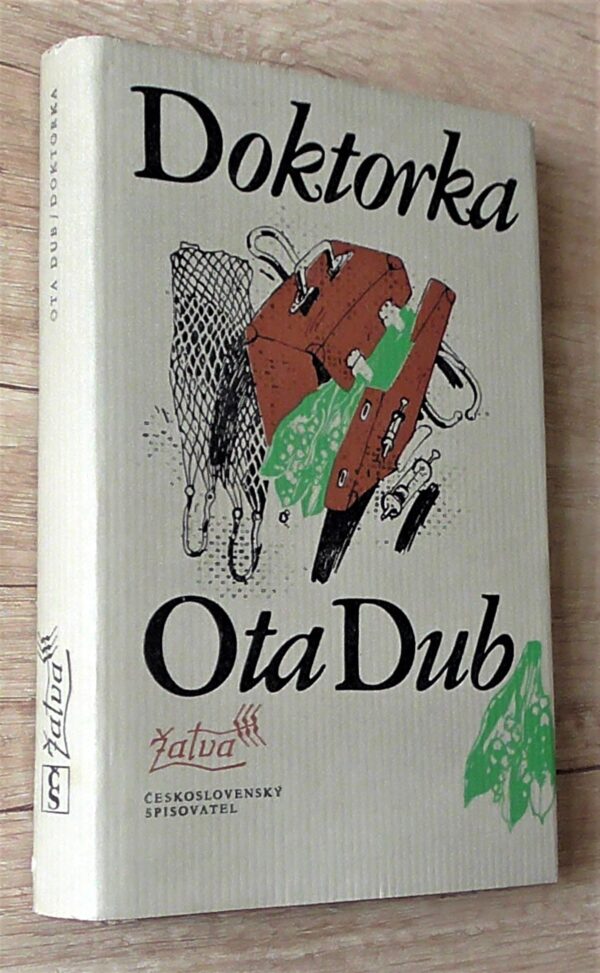 Doktorka
Ota Dub
Žatva
ČESKOSLOVENSKÝ
SPISOVATEL
OTA DUB / DOKTORKA
Žatva
čs